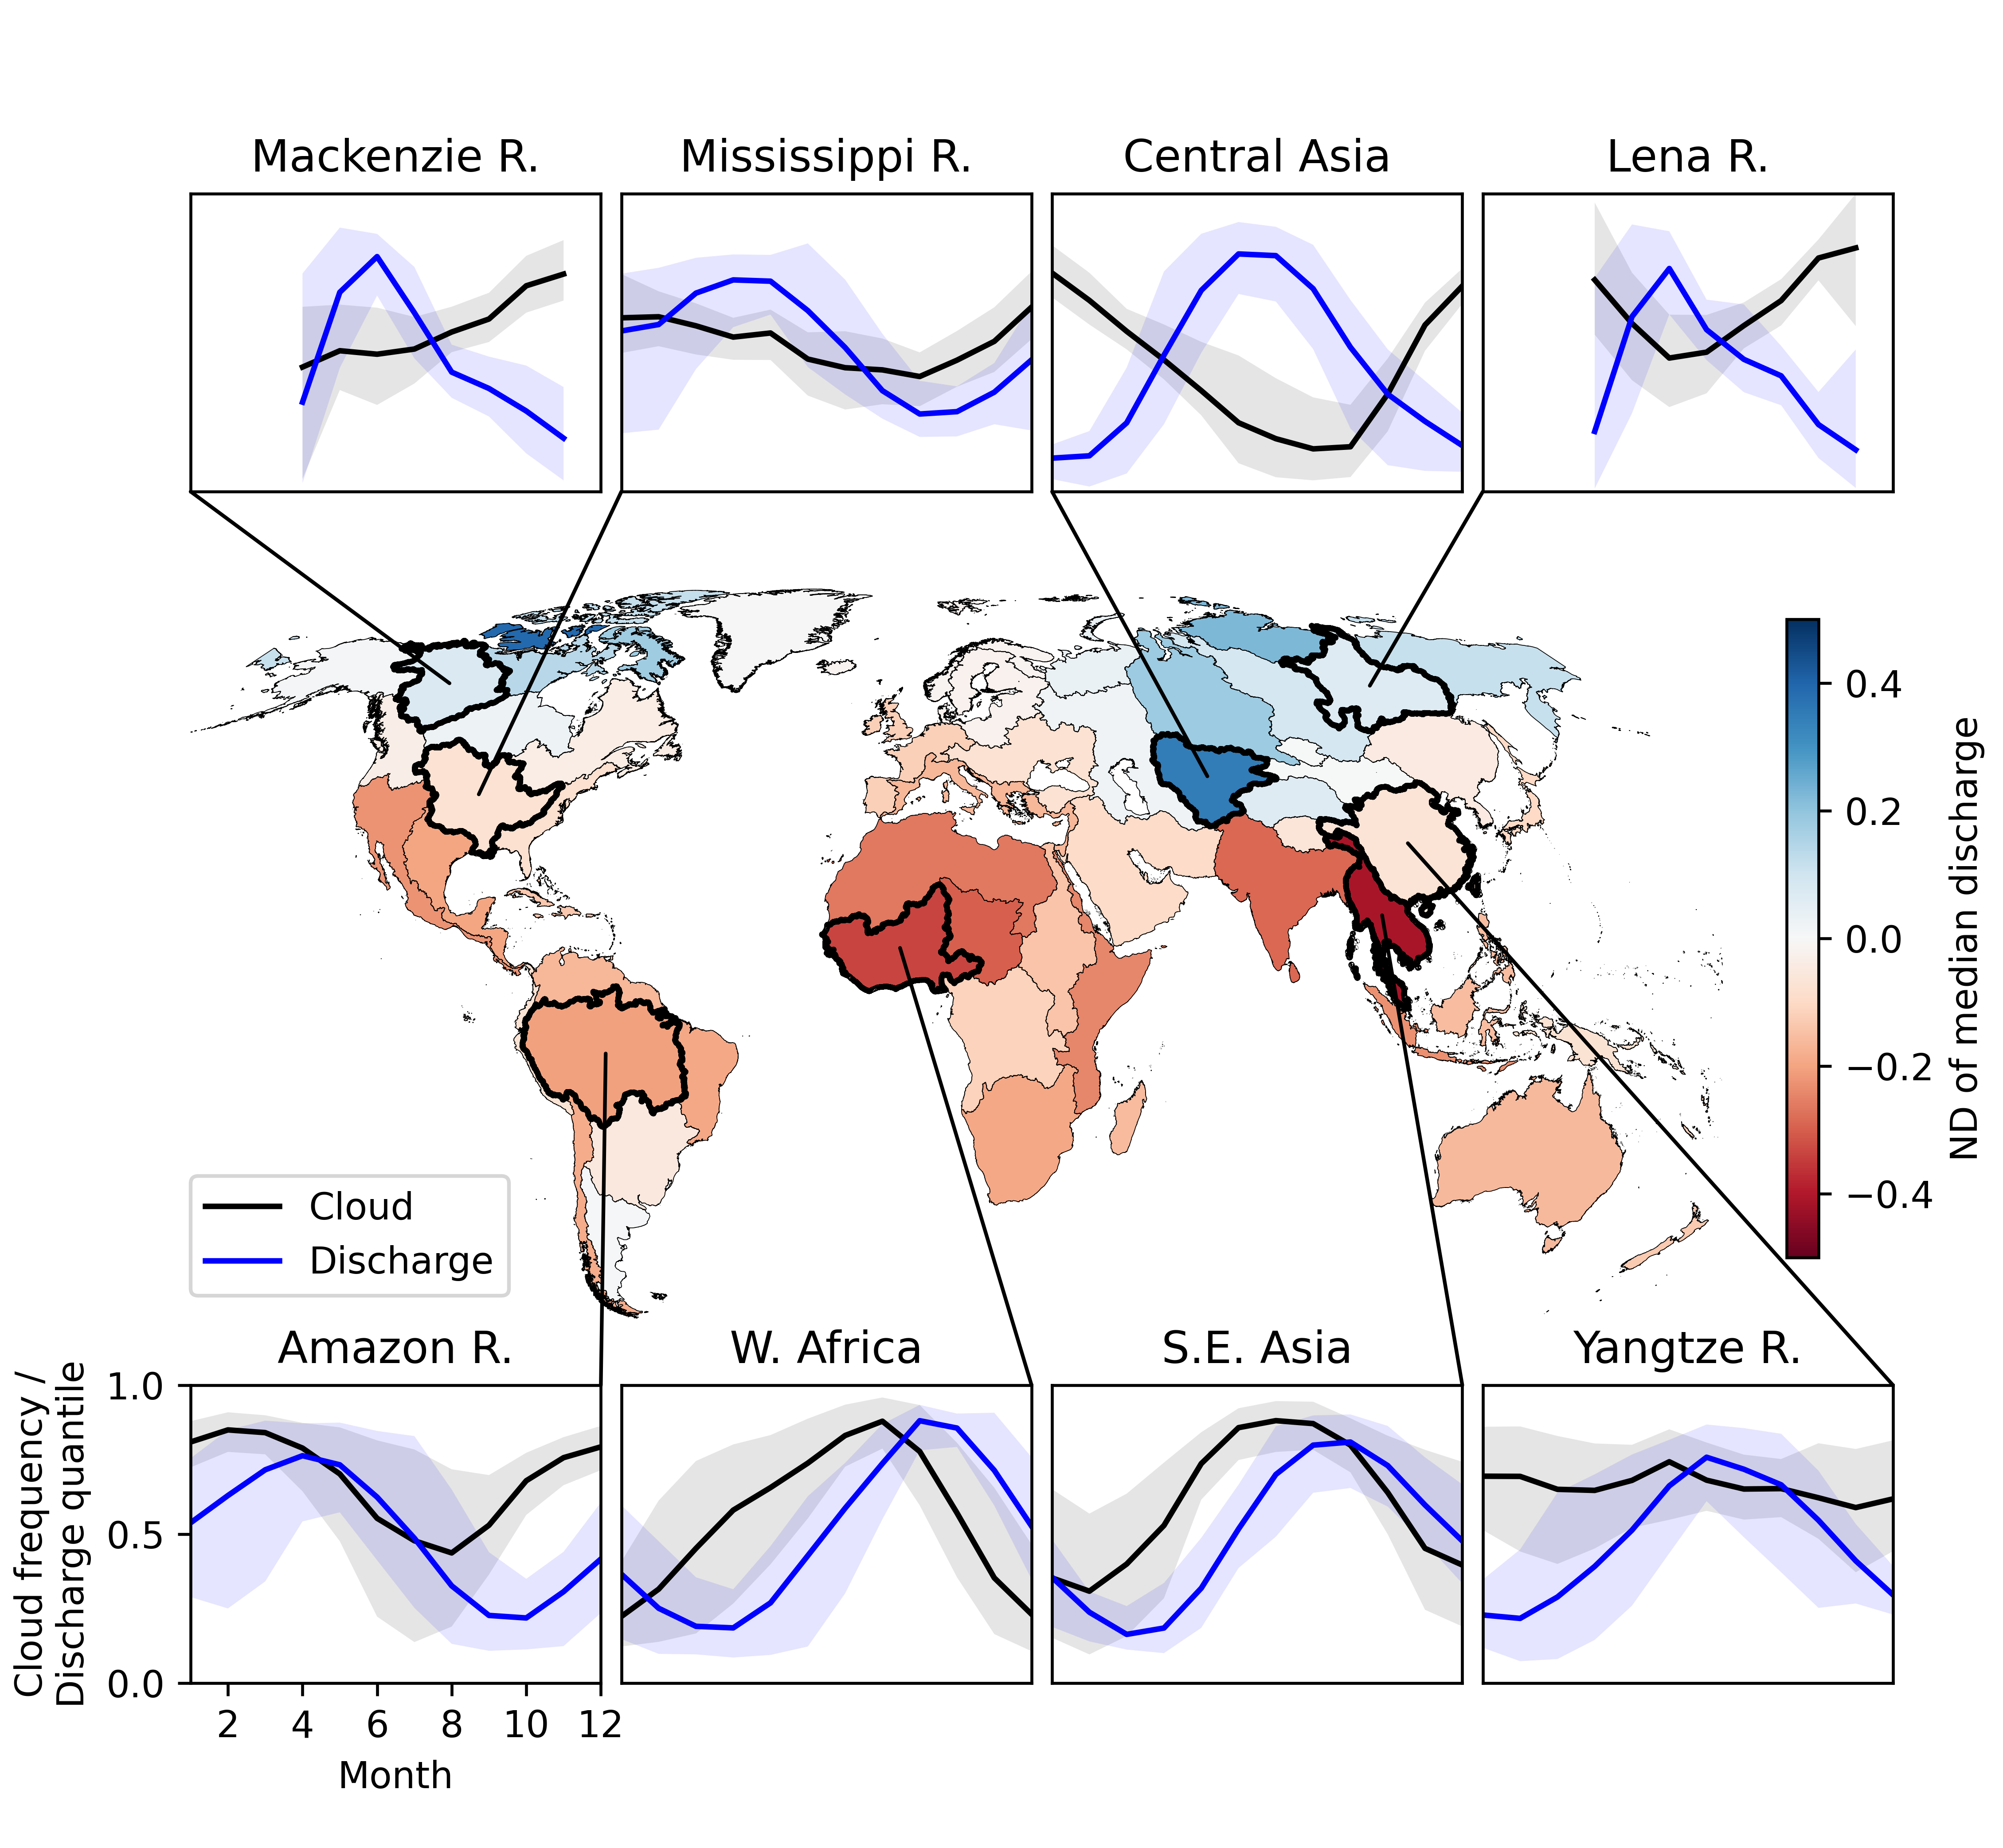 Mackenzie R.
Mississippi R.
Central Asia
Lena R.
0.4
0.2
0.0
−0.2
−0.4
ND of median discharge
Cloud
Discharge
Amazon R.
W. Africa
S.E. Asia
Yangtze R.
Cloud frequency /
Discharge quantile
1.0
0.5
0.0
2 4 6 8 10 12
Month